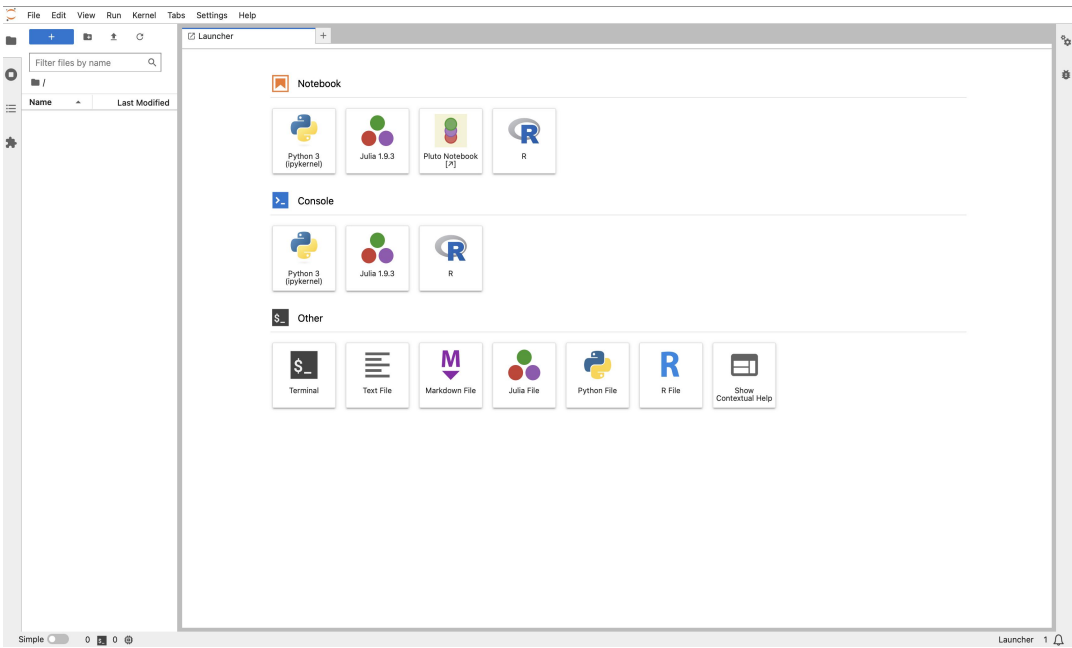 File Edit View Run Kernel Tabs Settings Help
+
Launcher
+
Filter files by name
/
Name Last Modified
Notebook
Python 3
(ipykernel)
Julia 1.9.3
Pluto Notebook
[↗]
R
Console
Python 3
(ipykernel)
Julia 1.9.3
R
$_ Other
$_
Terminal
Text File
M
Markdown File
Julia File
Python File
R
R File
Show
Contextual Help
Simple 0 $_ 0
Launcher 1